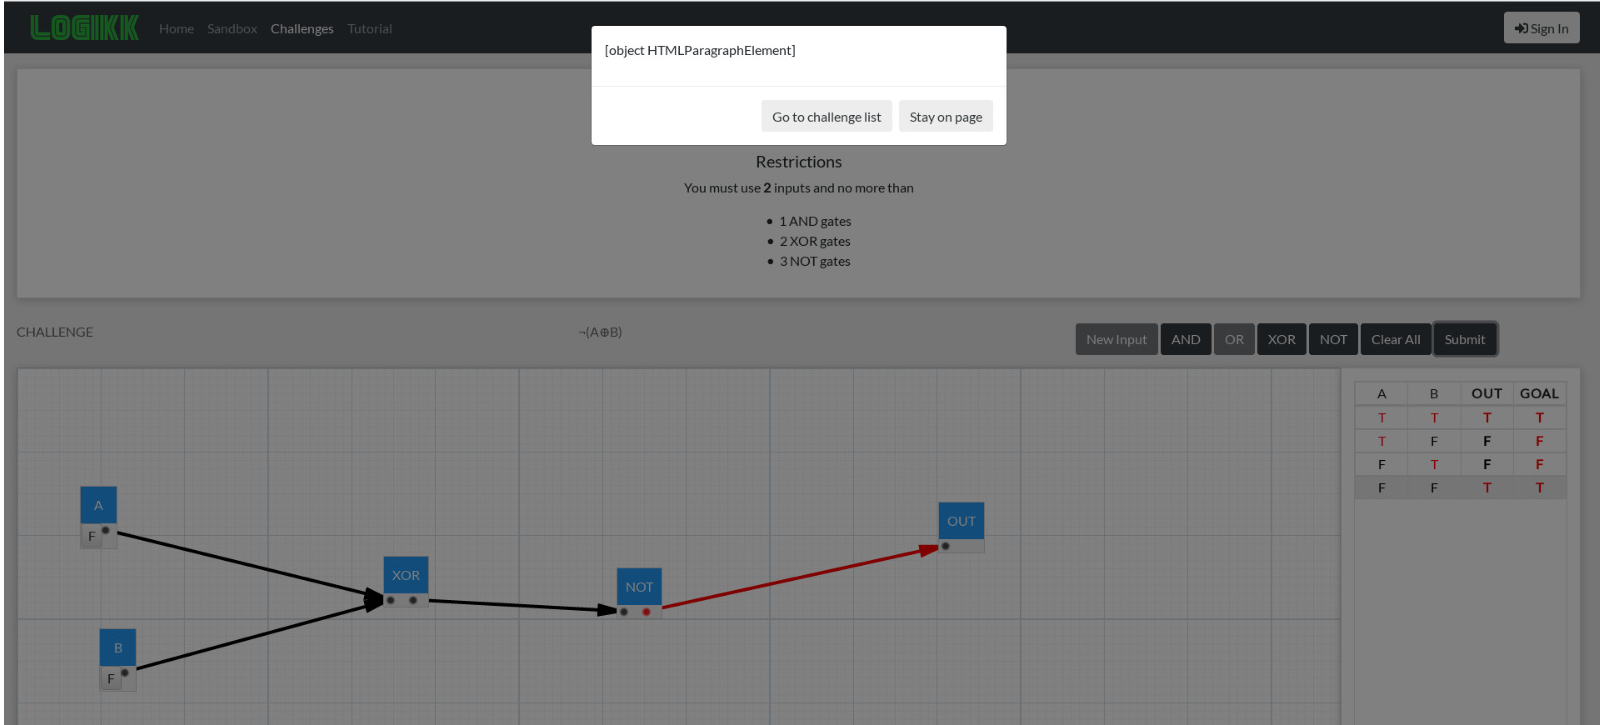 LOGIKK Home Sandbox Challenges Tutorial Sign In
[object HTMLParagraphElement]
Go to challenge list Stay on page
Restrictions
You must use 2 inputs and no more than
• 1 AND gates
• 2 XOR gates
• 3 NOT gates
CHALLENGE ¬(A⊕B) New Input AND OR XOR NOT Clear All Submit
A B OUT GOAL
T T T T
T F F F
F T F F
F F T T
A
F
OUT
XOR
NOT
B
F